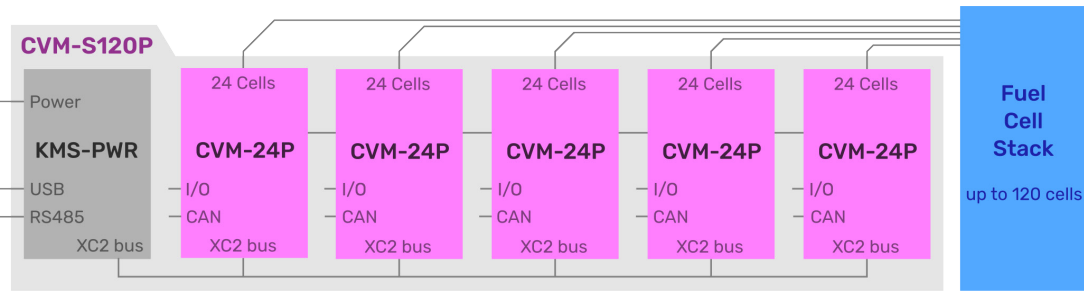 CVM-S120P
Power
KMS-PWR
USB
RS485
XC2 bus
24 Cells
CVM-24P
I/O
CAN
XC2 bus
24 Cells
CVM-24P
I/O
CAN
XC2 bus
24 Cells
CVM-24P
I/O
CAN
XC2 bus
24 Cells
CVM-24P
I/O
CAN
XC2 bus
24 Cells
CVM-24P
I/O
CAN
XC2 bus
Fuel
Cell
Stack
up to 120 cells